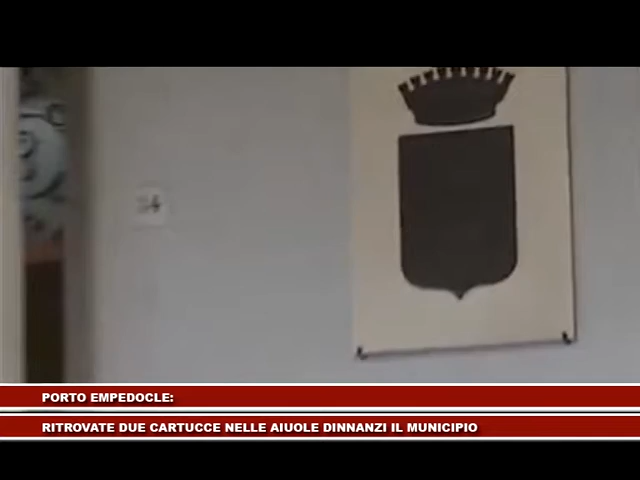 PORTO EMPEDOCLE:
RITROVATE DUE CARTUCCE NELLE AIUOLE DINNANZI IL MUNICIPIO